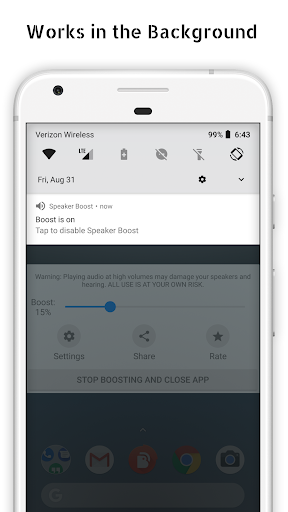 Works in the Background
Verizon Wireless 99% 6:43
LTE
Fri, Aug 31
Speaker Boost • now
Boost is on
Tap to disable Speaker Boost
Warning: Playing audio at high volumes may damage your speakers and
hearing. ALL USE IS AT YOUR OWN RISK.
Boost:
15%
Settings Share Rate
STOP BOOSTING AND CLOSE APP
G